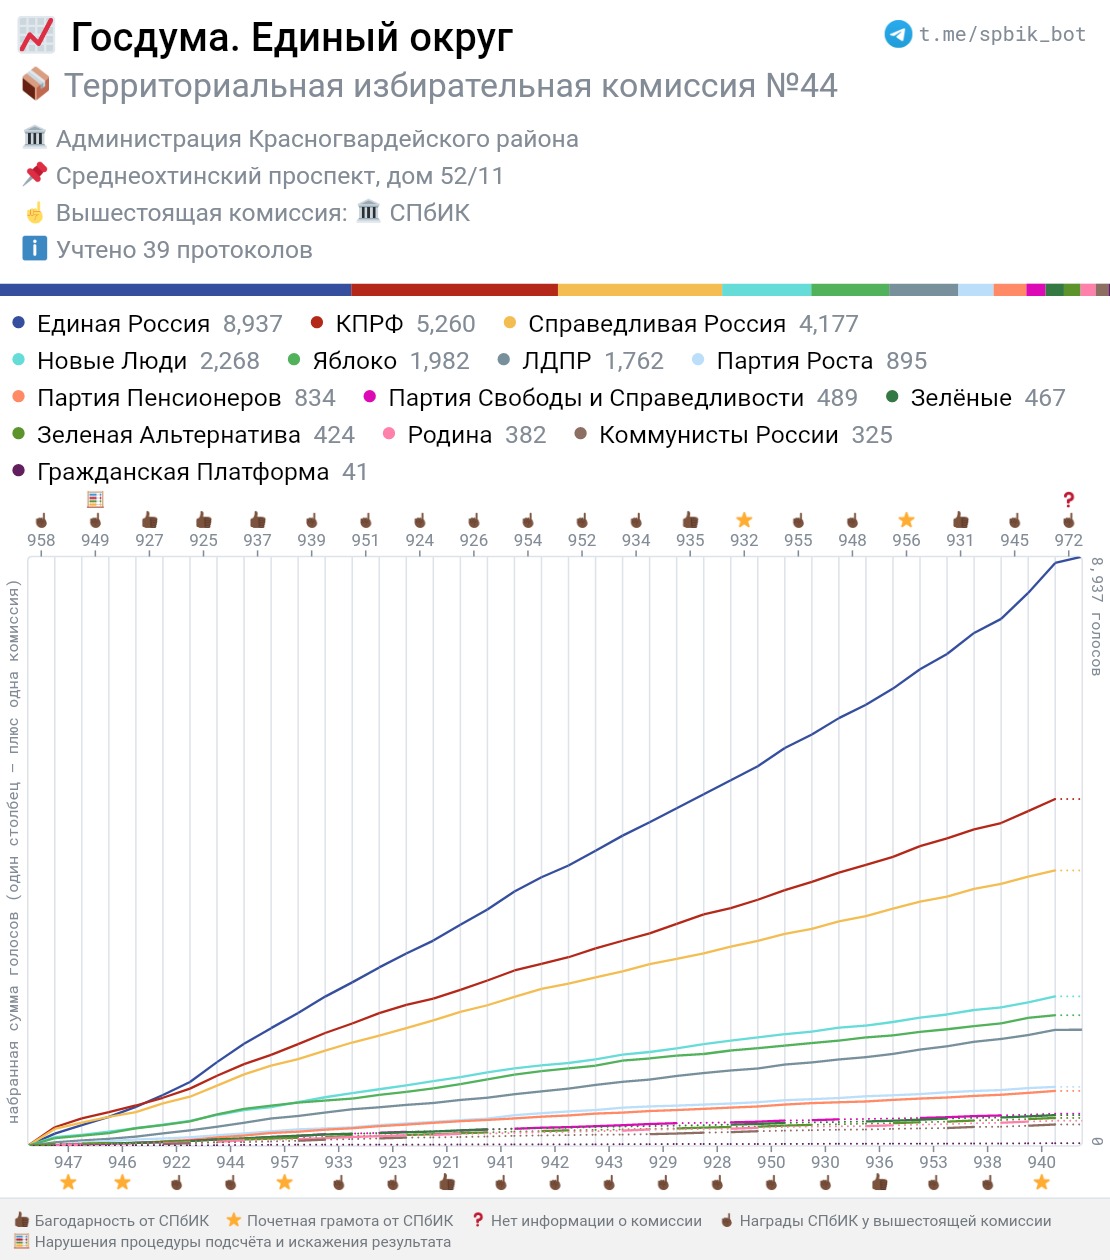 Госдума. Единый округ
t.me/spbik_bot
Территориальная избирательная комиссия №44
Администрация Красногвардейского района
Среднеохтинский проспект, дом 52/11
Вышестоящая комиссия: СПбИК
Учтено 39 протоколов
Единая Россия 8,937 КПРФ 5,260 Справедливая Россия 4,177
Новые Люди 2,268 Яблоко 1,982 ЛДПР 1,762 Партия Роста 895
Партия Пенсионеров 834 Партия Свободы и Справедливости 489 Зелёные 467
Зеленая Альтернатива 424 Родина 382 Коммунисты России 325
Гражданская Платформа 41
958 949 927 925 937 939 951 924 926 954 952 934 935 932 955 948 956 931 945 972
набранная сумма голосов (один столбец — плюс одна комиссия)
8,937 голосов
0
947 946 922 944 957 933 923 921 941 942 943 929 928 950 930 936 953 938 940
Багодарность от СПбИК Почетная грамота от СПбИК Нет информации о комиссии Награды СПбИК у вышестоящей комиссии
Нарушения процедуры подсчёта и искажения результата